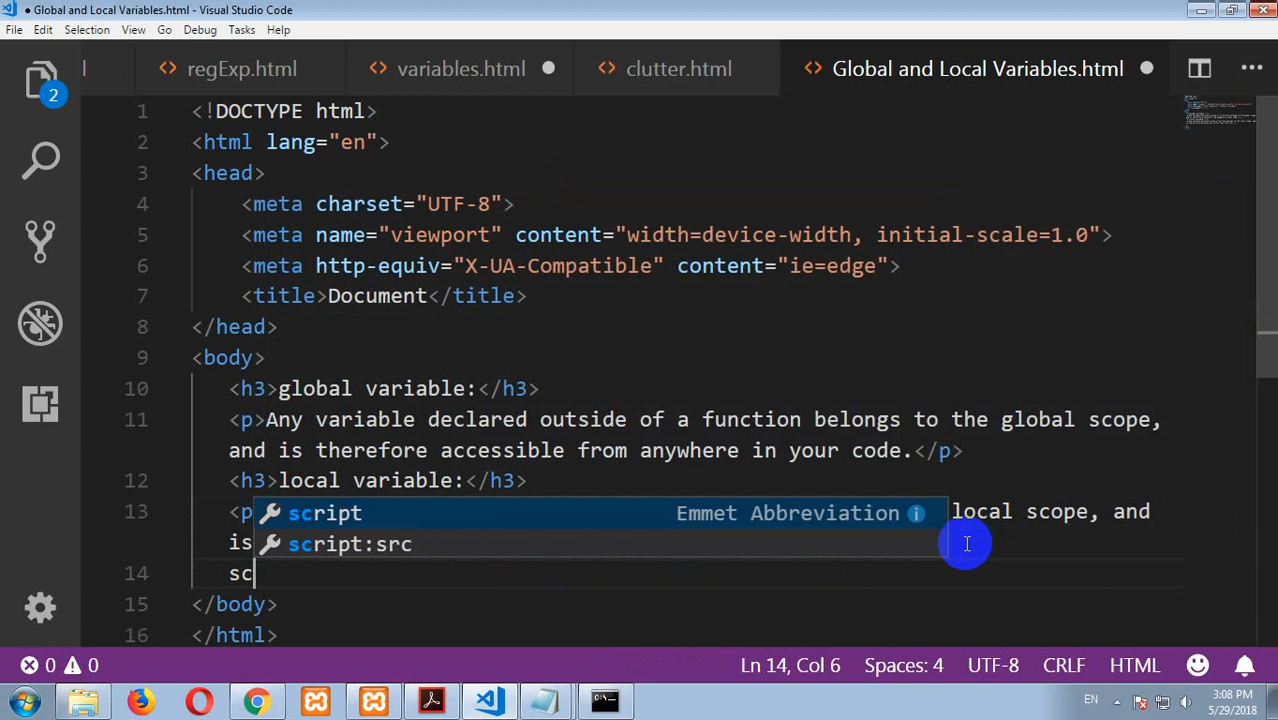 ● Global and Local Variables.html - Visual Studio Code
File Edit Selection View Go Debug Tasks Help
regExp.html variables.html clutter.html Global and Local Variables.html
2
1 <!DOCTYPE html>
2 <html lang="en">
3 <head>
4 <meta charset="UTF-8">
5 <meta name="viewport" content="width=device-width, initial-scale=1.0">
6 <meta http-equiv="X-UA-Compatible" content="ie=edge">
7 <title>Document</title>
8 </head>
9 <body>
10 <h3>global variable:</h3>
11 <p>Any variable declared outside of a function belongs to the global scope,
and is therefore accessible from anywhere in your code.</p>
12 <h3>local variable:</h3>
13 <p local scope, and
script Emmet Abbreviation
is
script:src
14 sc
15 </body>
16 </html>
0 0 Ln 14, Col 6 Spaces: 4 UTF-8 CRLF HTML
EN 3:08 PM
5/29/2018